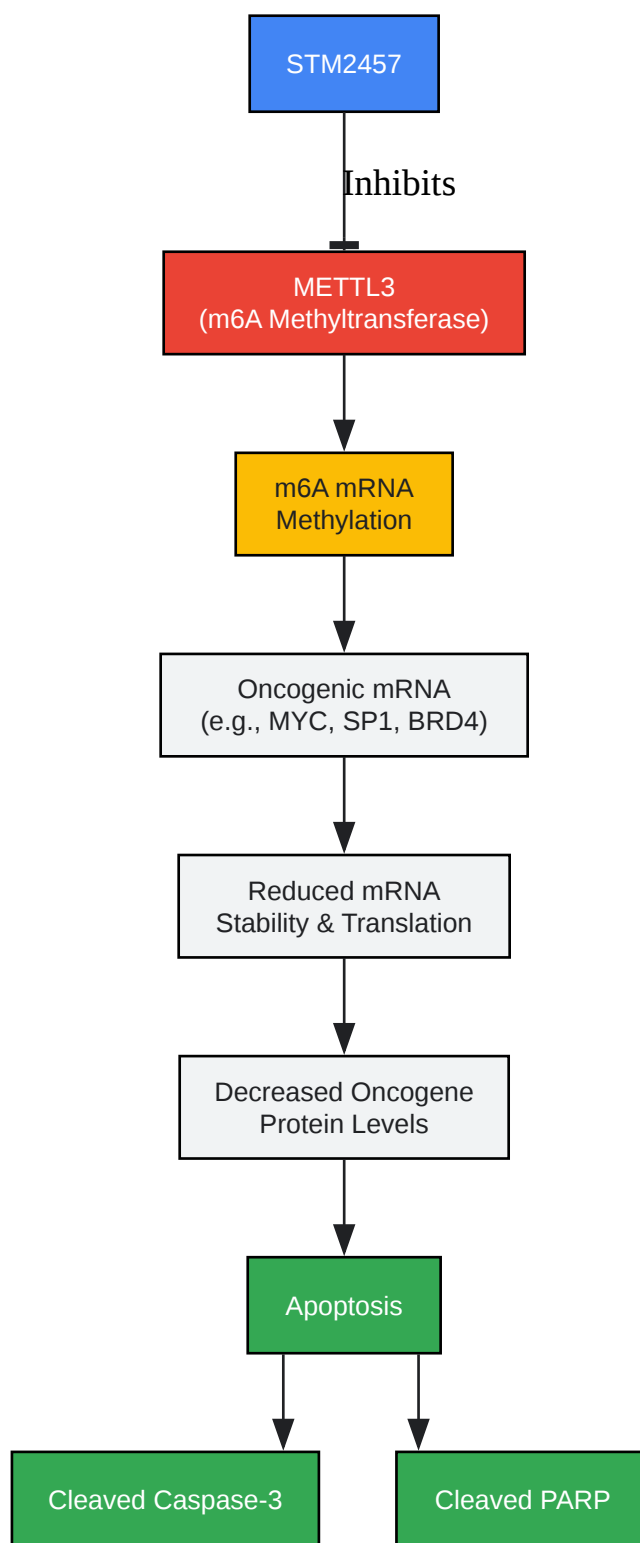 STM2457
Inhibits
METTL3
(m6A Methyltransferase)
m6A mRNA
Methylation
Oncogenic mRNA
(e.g., MYC, SP1, BRD4)
Reduced mRNA
Stability & Translation
Decreased Oncogene
Protein Levels
Apoptosis
Cleaved Caspase-3
Cleaved PARP